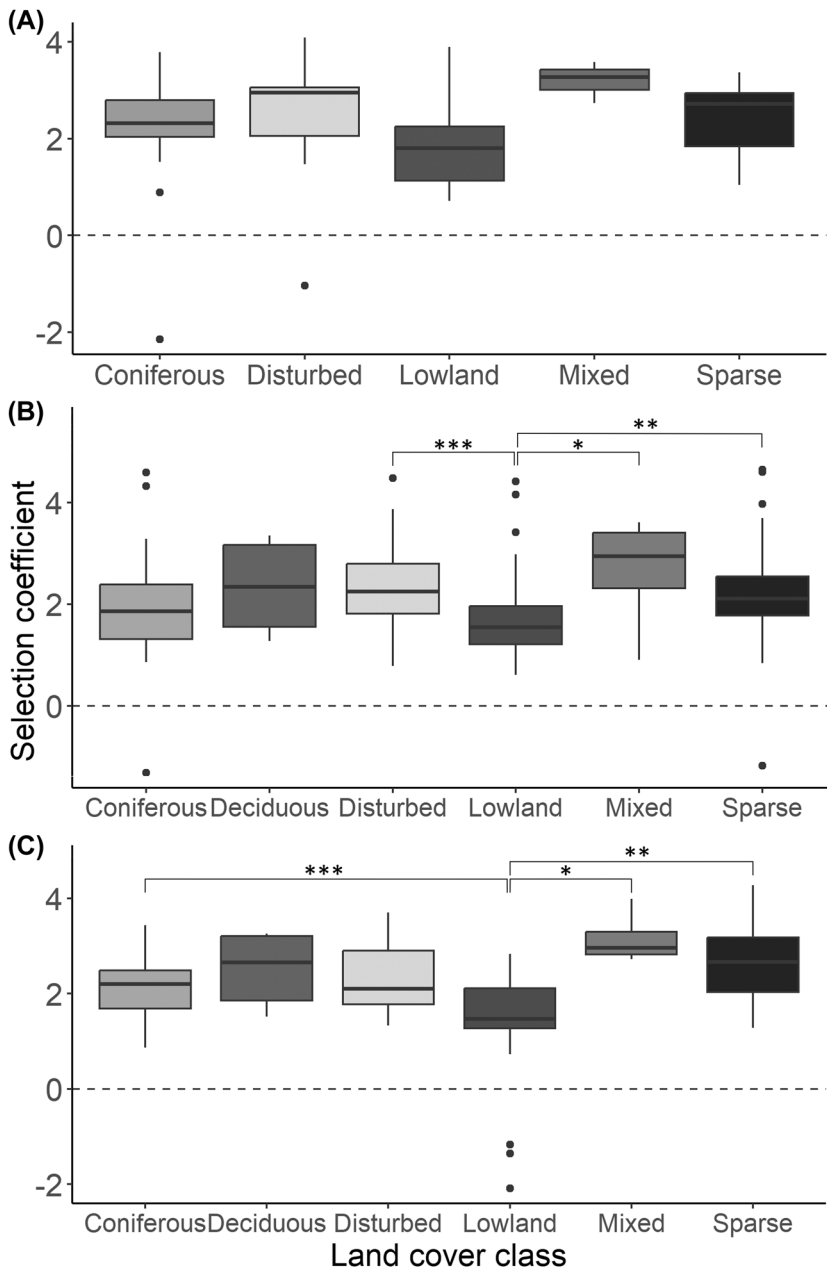 (A)
4
2
0
-2
Coniferous Disturbed Lowland Mixed Sparse
(B)
Selection coefficient
*** * **
4
2
0
Coniferous Deciduous Disturbed Lowland Mixed Sparse
(C)
*** * **
4
2
0
-2
Coniferous Deciduous Disturbed Lowland Mixed Sparse
Land cover class